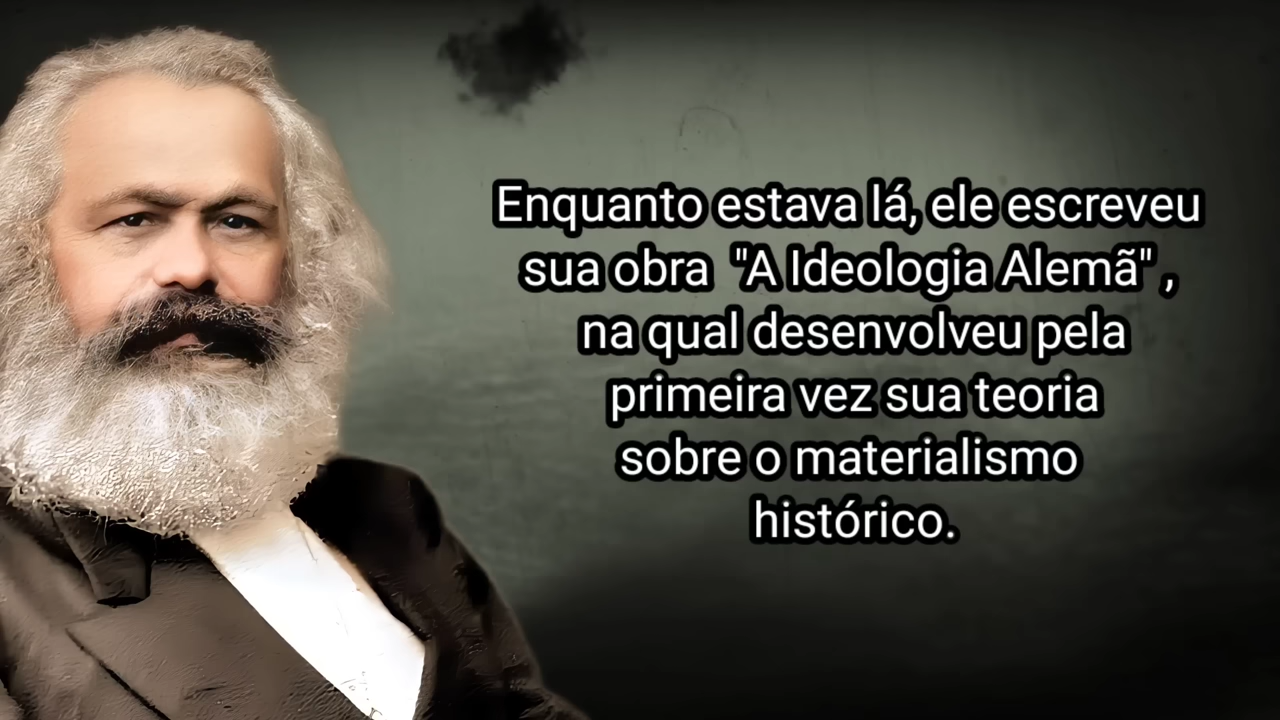 Enquanto estava lá, ele escreveu
sua obra "A Ideologia Alemã" ,
na qual desenvolveu pela
primeira vez sua teoria
sobre o materialismo
histórico.